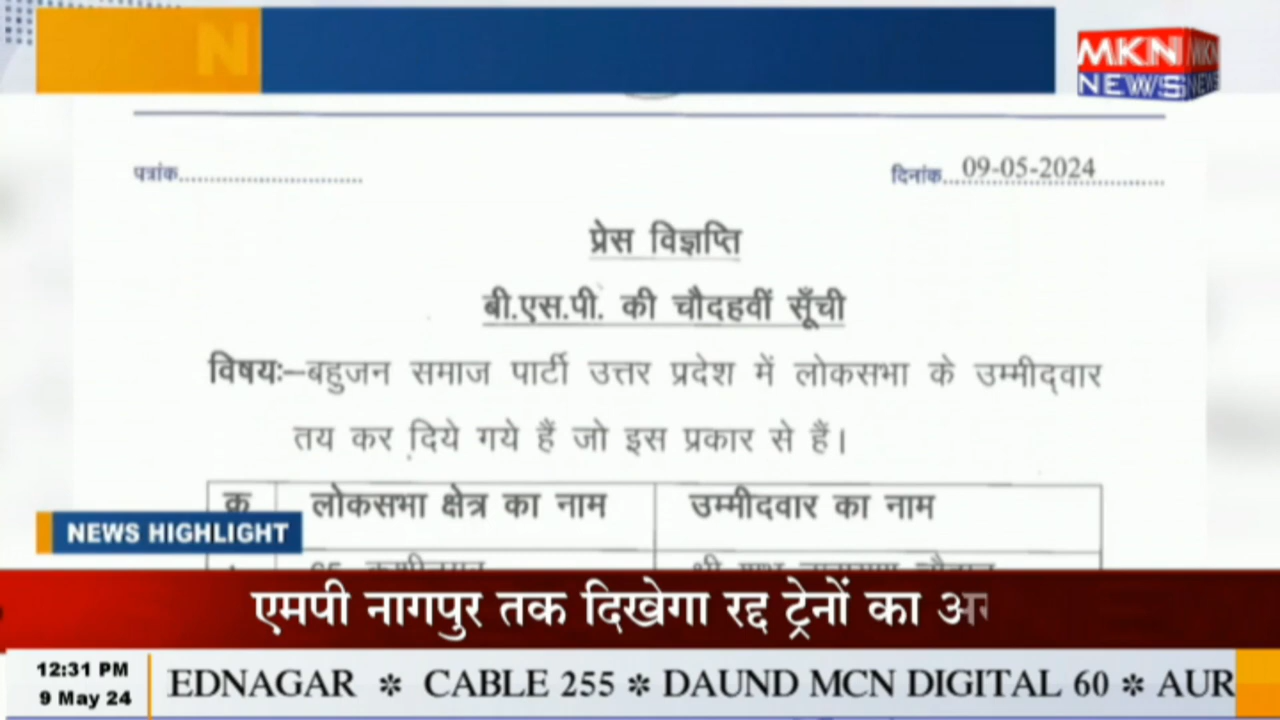 N
MKN
NEWS
पत्रांक............................
दिनांक...09-05-2024
प्रेस विज्ञप्ति
बी.एस.पी. की चौदहवीं सूँची
विषयः–बहुजन समाज पार्टी उत्तर प्रदेश में लोकसभा के उम्मीद्वार
तय कर दिये गये हैं जो इस प्रकार से हैं।
क्र लोकसभा क्षेत्र का नाम उम्मीदवार का नाम
NEWS HIGHLIGHT
एमपी नागपुर तक दिखेगा रद्द ट्रेनों का
12:31 PM
9 May 24
EDNAGAR * CABLE 255 * DAUND MCN DIGITAL 60 * AUR